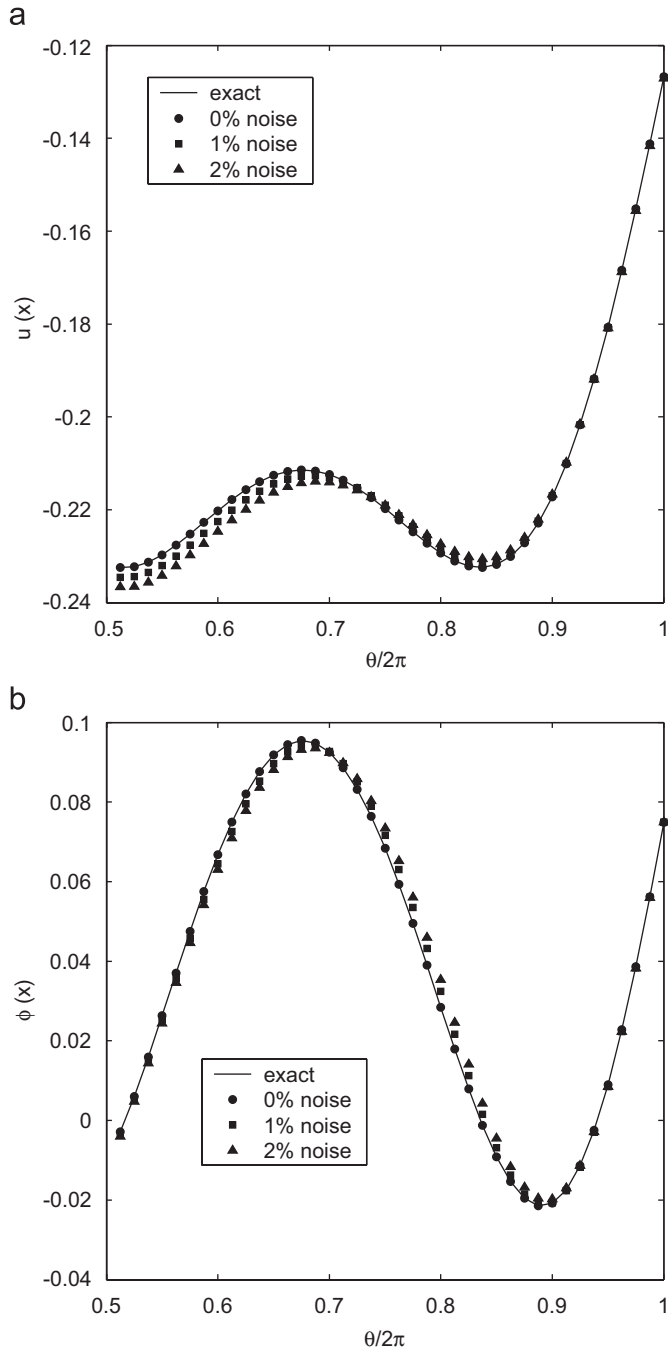 a
-0.12
-0.14
-0.16
-0.18
-0.2
-0.22
-0.24
u (x)
exact
0% noise
1% noise
2% noise
0.5
0.6
0.7
0.8
0.9
1
θ/2π
b
0.1
0.08
0.06
0.04
0.02
0
-0.02
-0.04
ϕ (x)
exact
0% noise
1% noise
2% noise
0.5
0.6
0.7
0.8
0.9
1
θ/2π